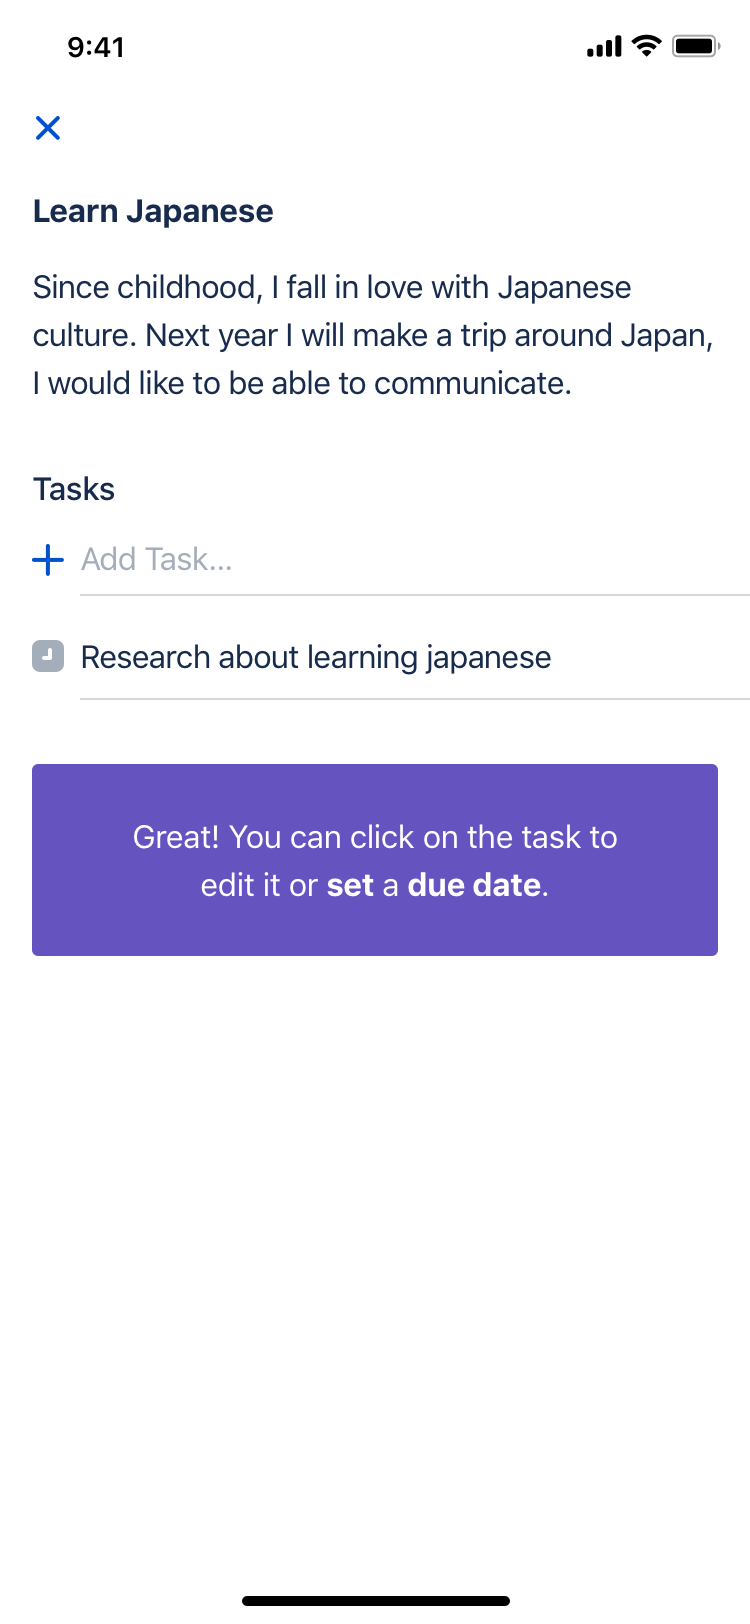 9:41
Learn Japanese
Since childhood, I fall in love with Japanese
culture. Next year I will make a trip around Japan,
I would like to be able to communicate.
Tasks
Add Task...
Research about learning japanese
Great! You can click on the task to
edit it or set a due date.